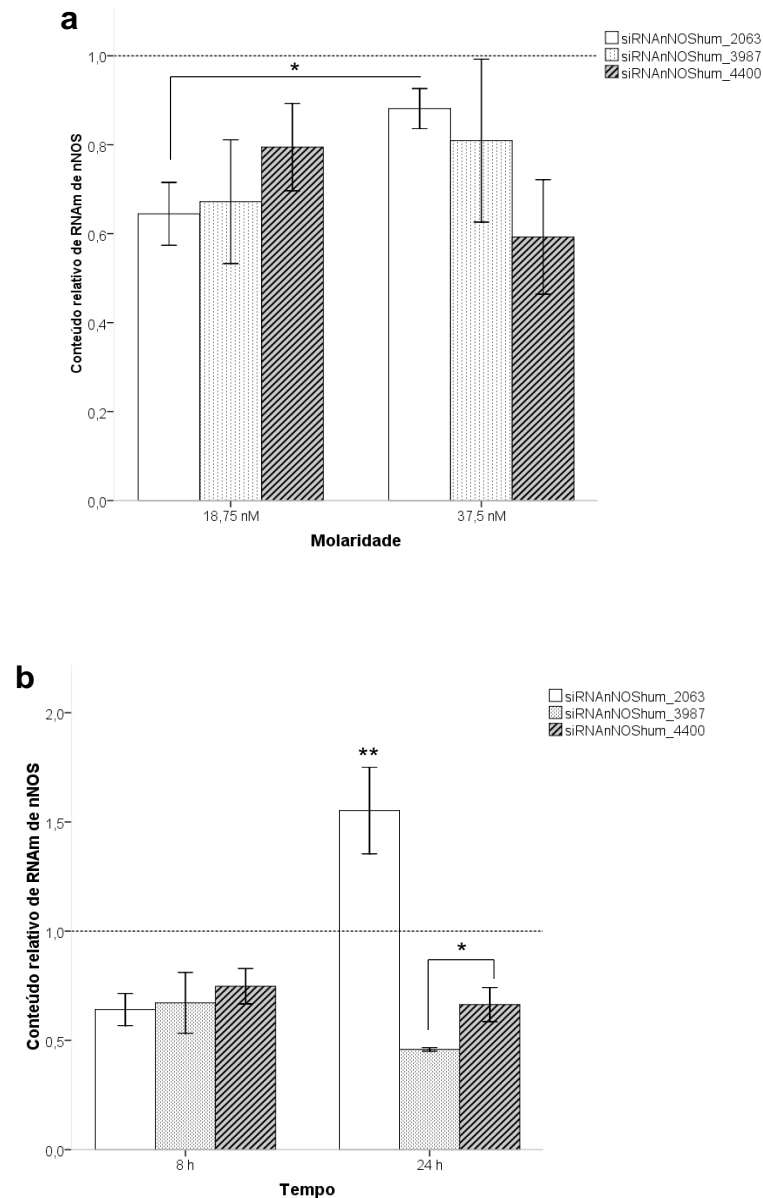 a
siRNAnNOShum_2063
siRNAnNOShum_3987
siRNAnNOShum_4400
Conteúdo relativo de RNAm de nNOS
1,0
0,8
0,6
0,4
0,2
0,0
*
18,75 nM
37,5 nM
Molaridade
b
siRNAnNOShum_2063
siRNAnNOShum_3987
siRNAnNOShum_4400
Conteúdo relativo de RNAm de nNOS
2,0
1,5
1,0
0,5
0,0
**
*
8 h
24 h
Tempo